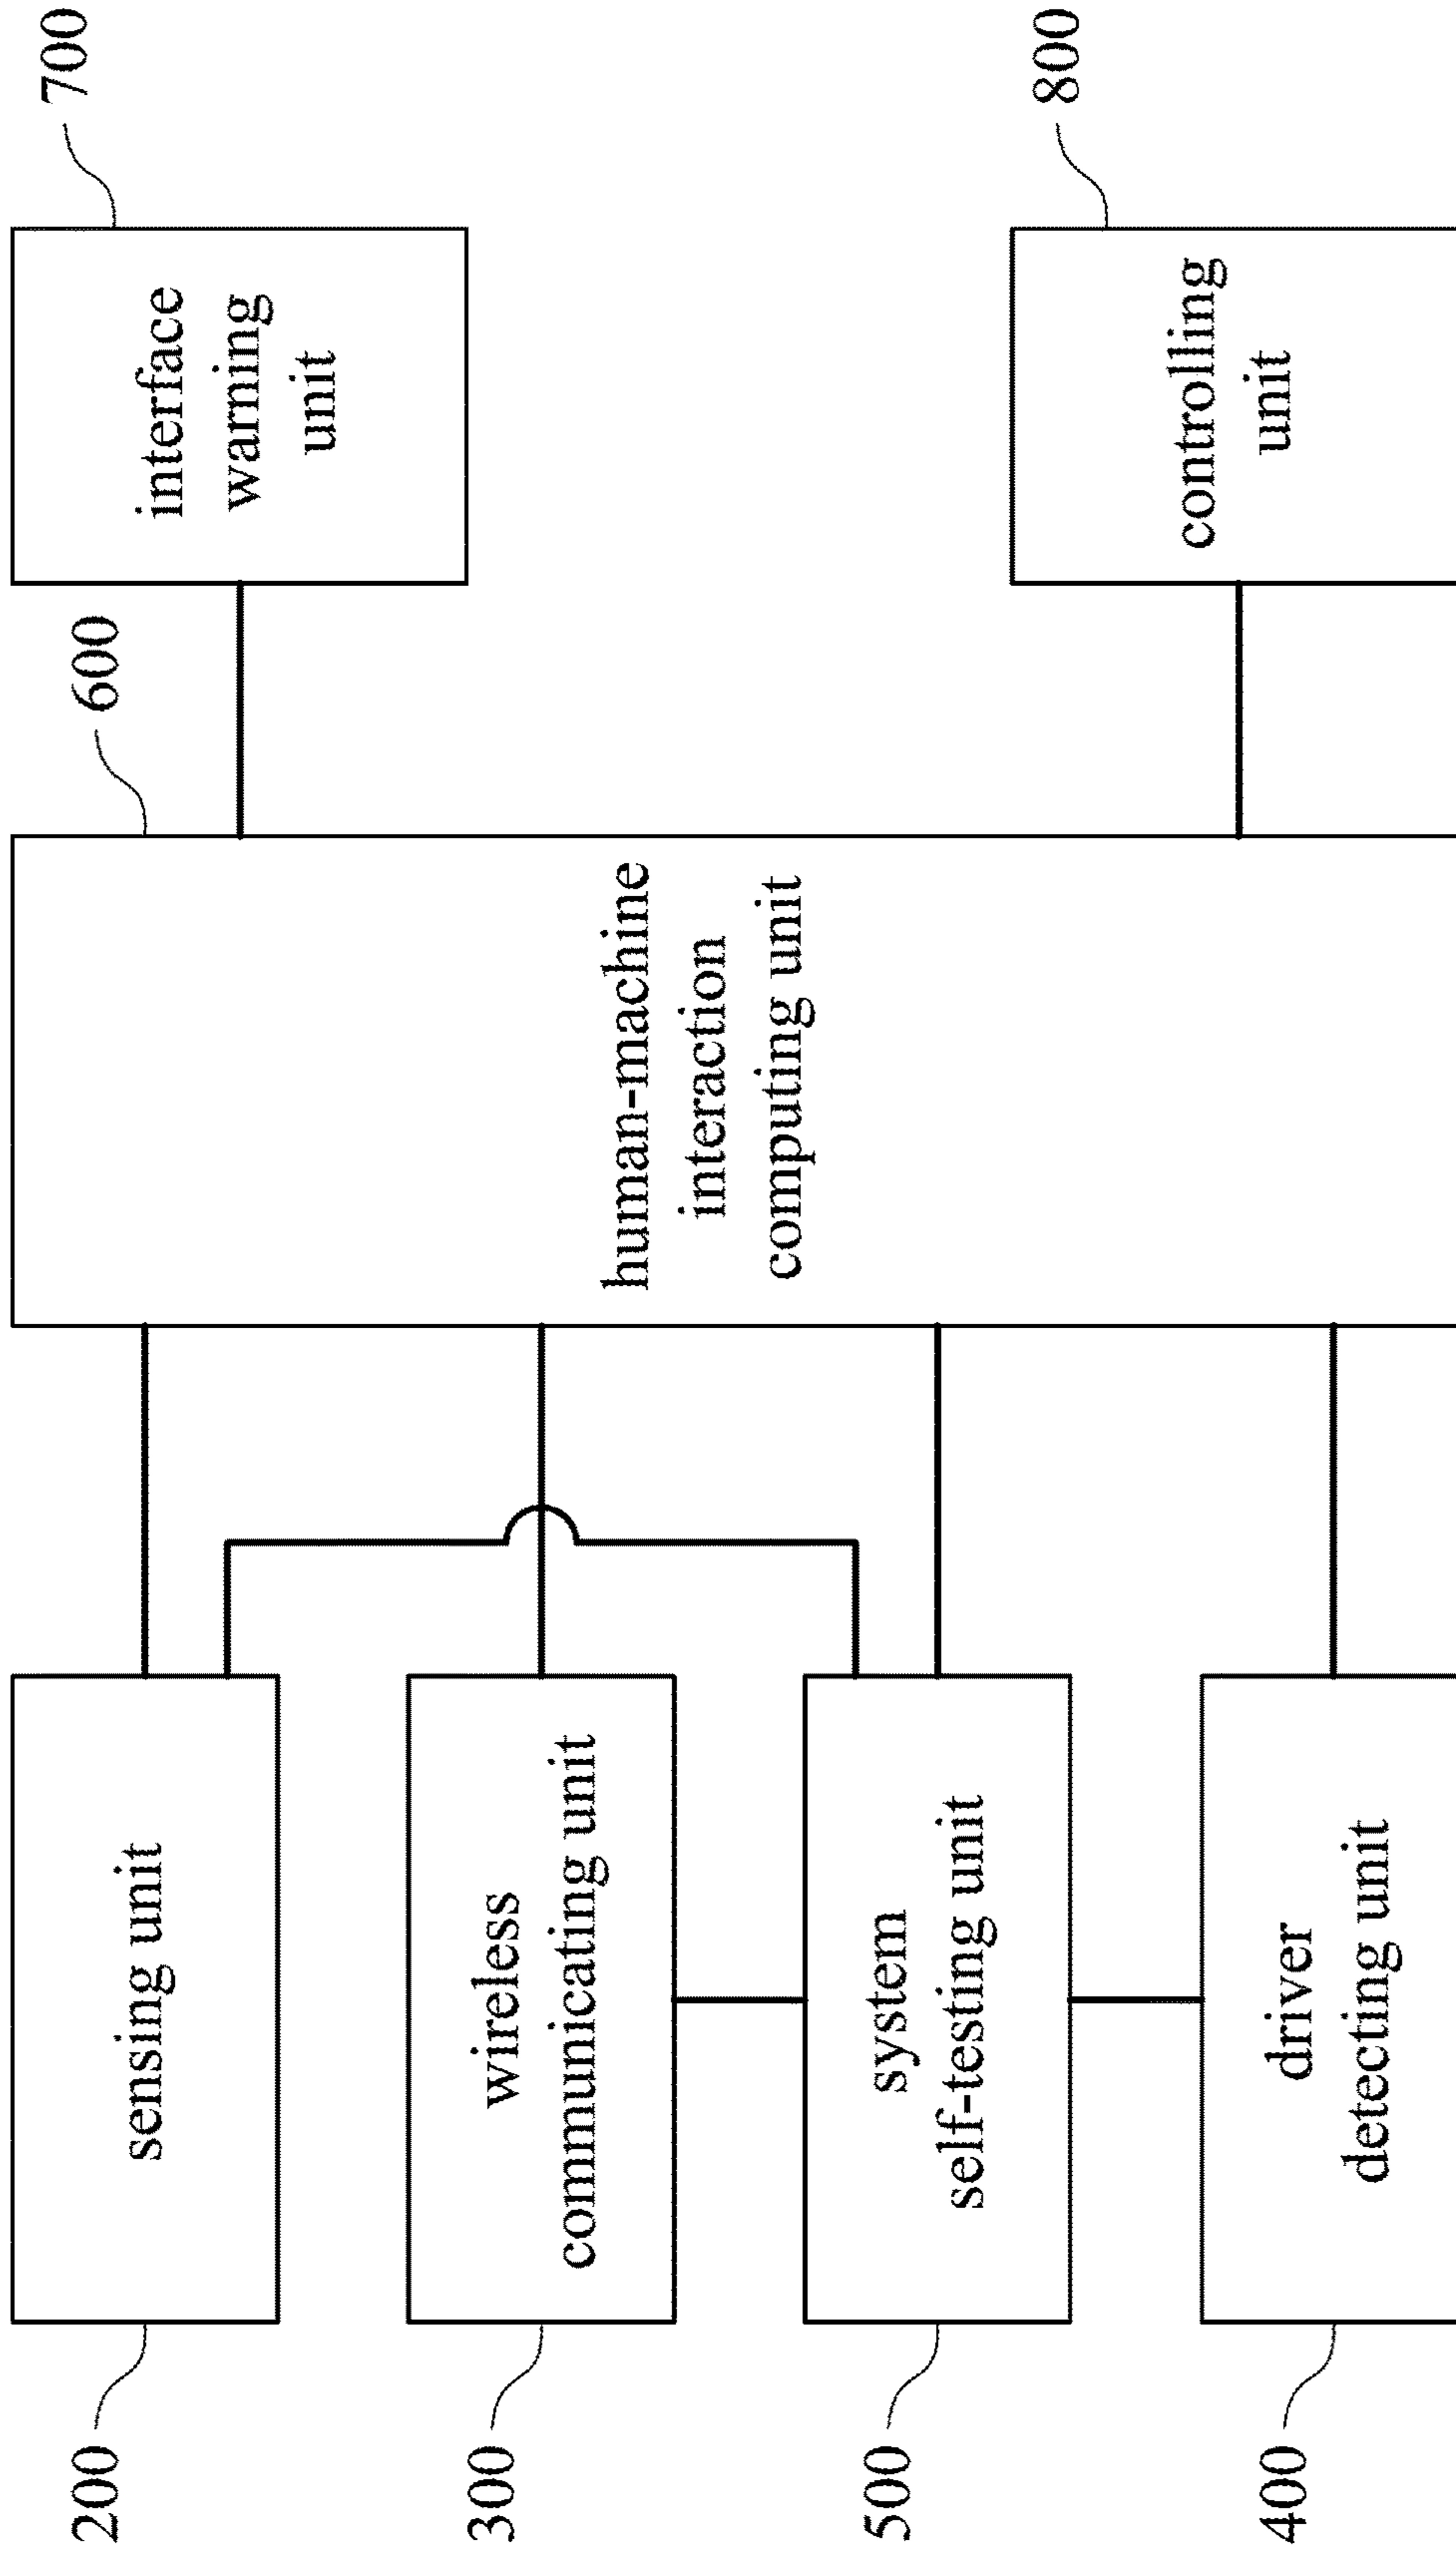 200
sensing unit
300
wireless
communicating unit
500
system
self-testing unit
400
driver
detecting unit
600
human-machine
interaction
computing unit
700
interface
warning
unit
800
controlling
unit